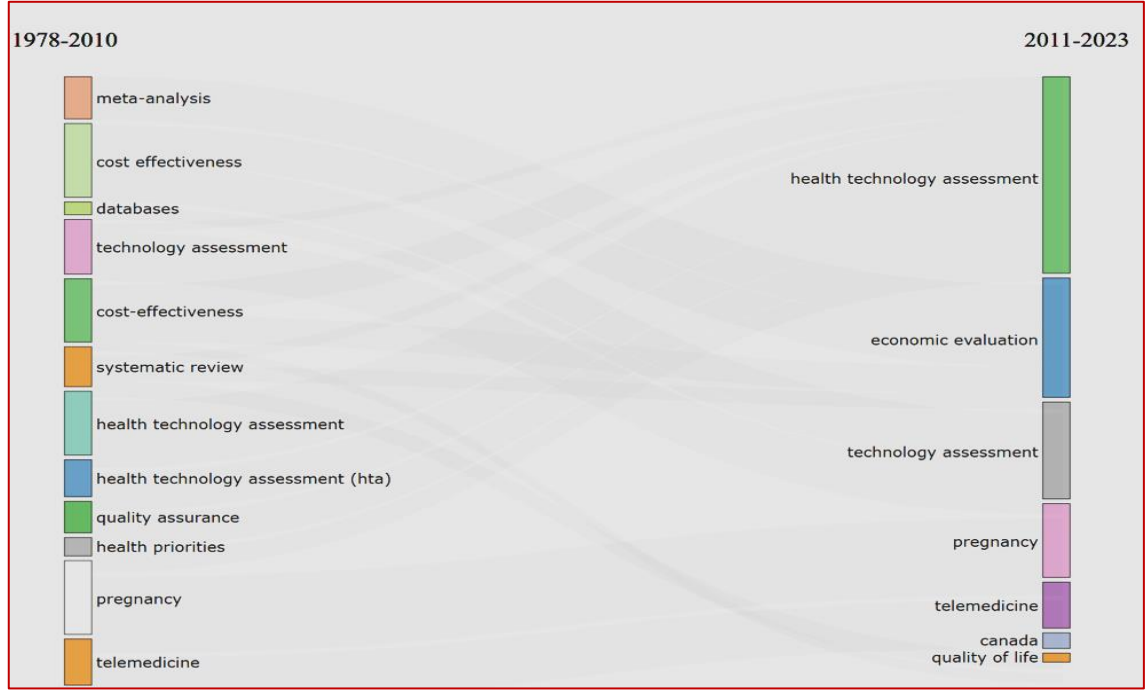 1978-2010
2011-2023
meta-analysis
cost effectiveness
databases
technology assessment
cost-effectiveness
systematic review
health technology assessment
health technology assessment (hta)
quality assurance
health priorities
pregnancy
telemedicine
health technology assessment
economic evaluation
technology assessment
pregnancy
telemedicine
canada
quality of life